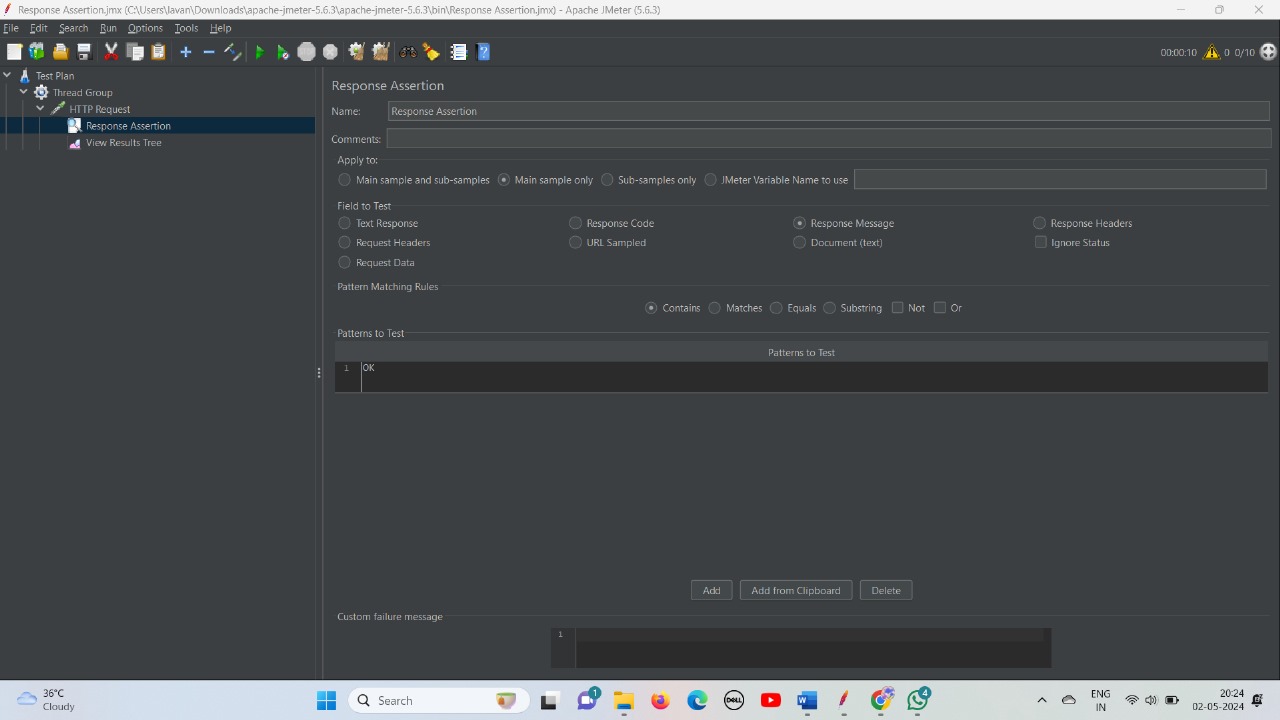 Response Assertion.jmx (C:\Users\lavan\Downloads\apache-jmeter-5.6.3\apache-jmeter-5.6.3\bin\Response Assertion.jmx) - Apache JMeter (5.6.3)
File Edit Search Run Options Tools Help
00:00:10 0 0/10
Test Plan
Thread Group
HTTP Request
Response Assertion
View Results Tree
Response Assertion
Name: Response Assertion
Comments:
Apply to:
Main sample and sub-samples Main sample only Sub-samples only JMeter Variable Name to use
Field to Test
Text Response Response Code Response Message Response Headers
Request Headers URL Sampled Document (text) Ignore Status
Request Data
Pattern Matching Rules
Contains Matches Equals Substring Not Or
Patterns to Test
Patterns to Test
1 OK
Add Add from Clipboard Delete
Custom failure message
1
36°C
Cloudy
Search
1
DELL
4
ENG
IN
20:24
02-05-2024